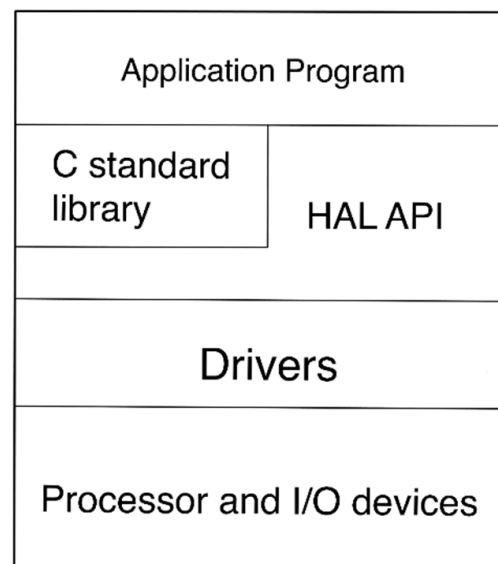 Application Program
C standard
library
HAL API
Drivers
Processor and I/O devices